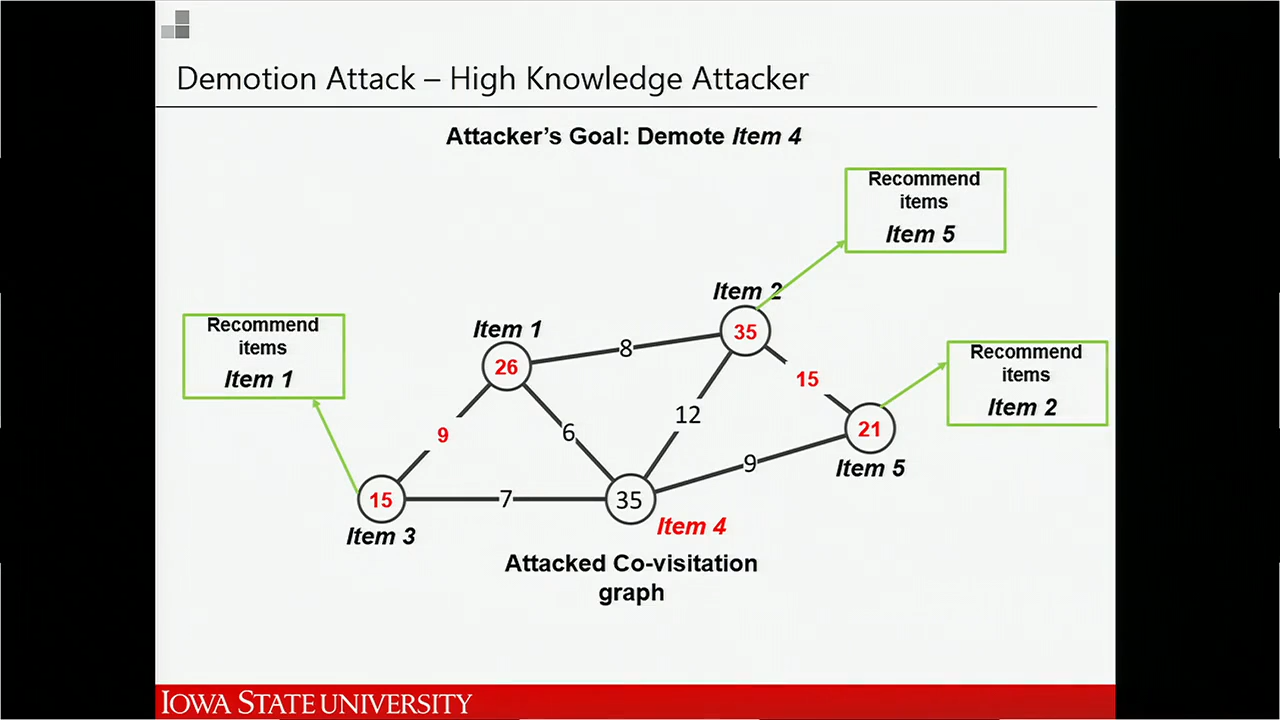 Demotion Attack – High Knowledge Attacker
Attacker's Goal: Demote Item 4
Recommend
items
Item 5
Item 2
35
Recommend
items
Item 1
Item 1
26
8
Recommend
items
Item 2
15
12
9
6
21
Item 5
9
15
Item 3
7
35
Item 4
Attacked Co-visitation
graph
IOWA STATE UNIVERSITY